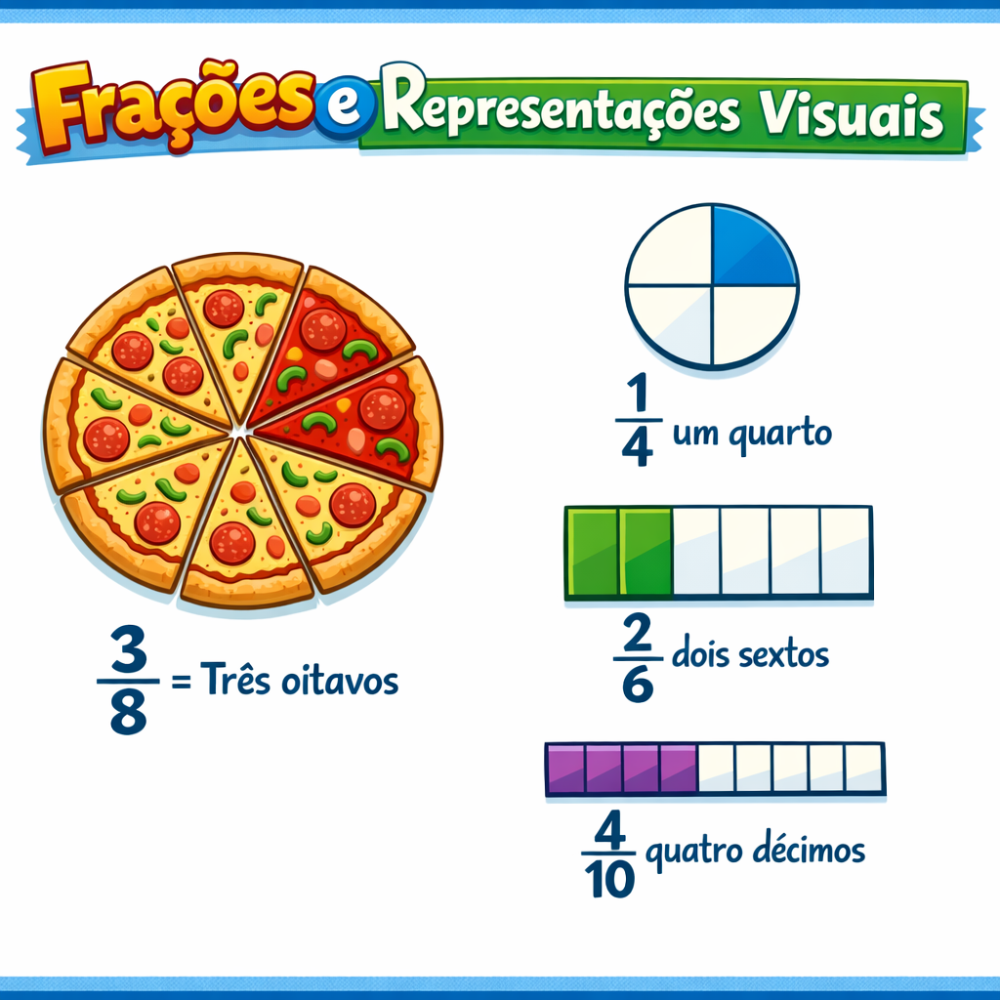 Frações e Representações Visuais
3
8
= Três oitavos
1
4
um quarto
2
6
dois sextos
4
10
quatro décimos